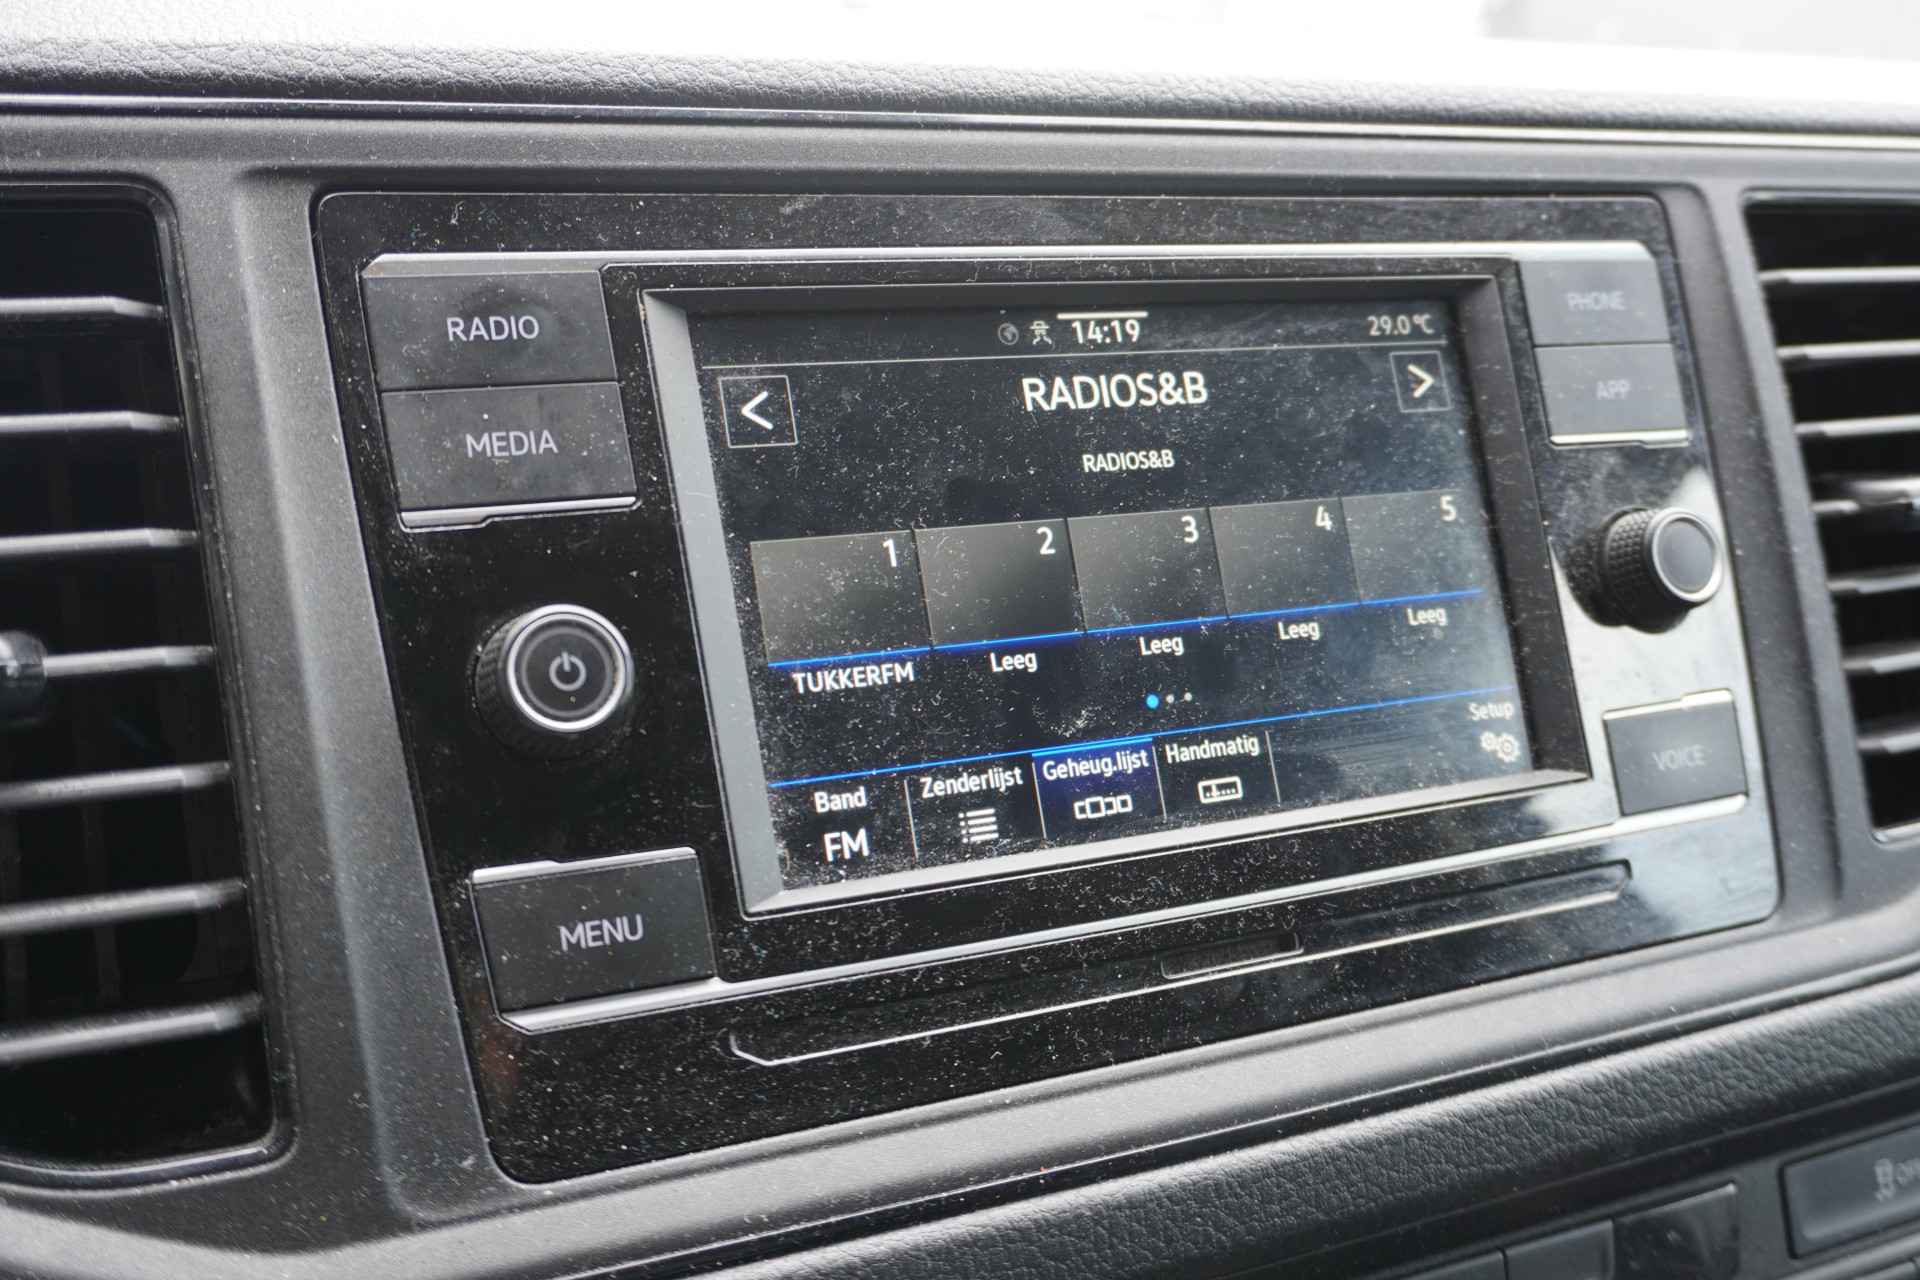 RADIO
MEDIA
MENU
14:19
29.0°C
<
RADIOS&B
>
RADIOS&B
1 2 3 4 5
TUKKERFM Leeg Leeg Leeg Leeg
Setup
Band Zenderlijst Geheug.lijst Handmatig
FM
PHONE
APP
VOICE